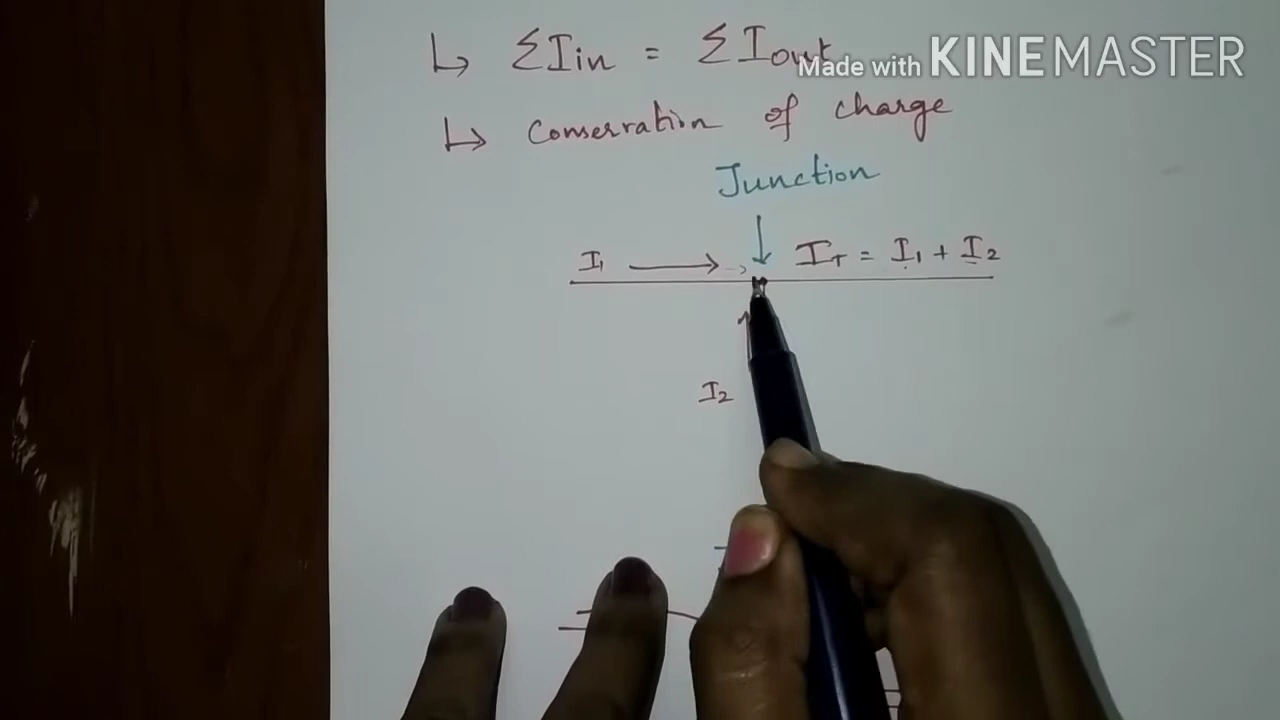 ↳ ΣIin = ΣIout
Made with KINEMASTER
↳ Conservation of charge
Junction
I1 → IT = I1 + I2
I2